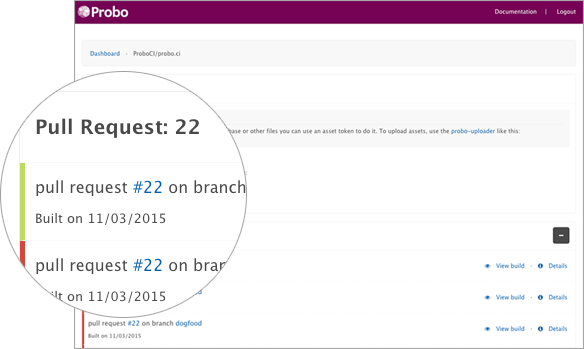 Probo
Documentation | Logout
Dashboard - ProboCI/probo.ci
Pull Request: 22
base or other files you can use an asset token to do it. To upload assets, use the probo-uploader like this:
pull request #22 on branch
Built on 11/03/2015
View build - Details
pull request #22 on bran
ilt on 11/03/2015
View build - Details
pull request #22 on branch dogfood
Built on 11/03/2015
View build - Details